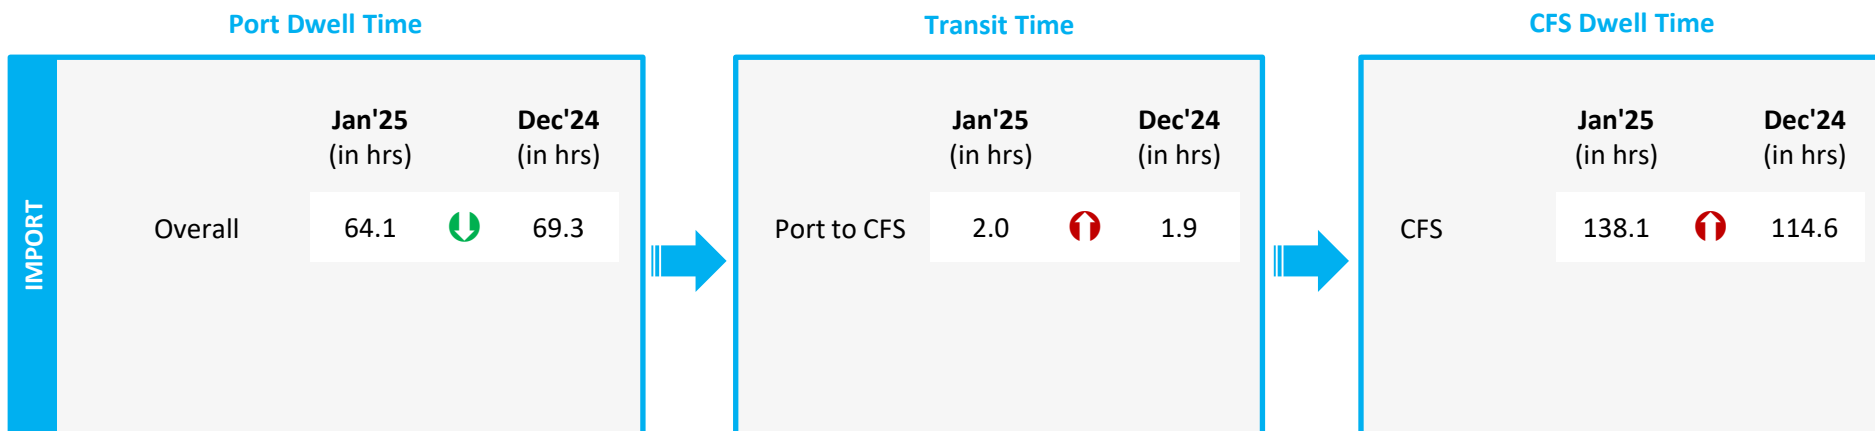 Port Dwell Time
Transit Time
CFS Dwell Time
IMPORT
Jan'25 Dec'24
(in hrs) (in hrs)
Overall 64.1 69.3
Jan'25 Dec'24
(in hrs) (in hrs)
Port to CFS 2.0 1.9
Jan'25 Dec'24
(in hrs) (in hrs)
CFS 138.1 114.6